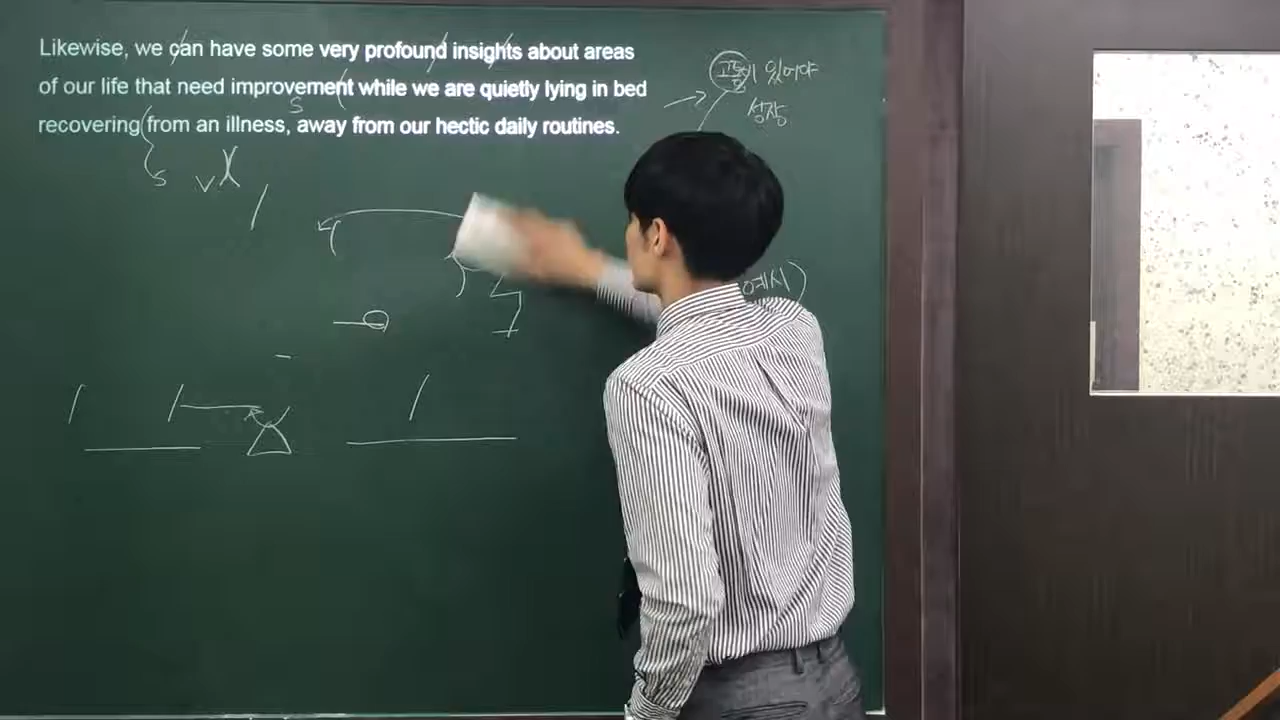 Likewise, we can have some very profound insights about areas
of our life that need improvement while we are quietly lying in bed
recovering from an illness, away from our hectic daily routines.
고통이 있어야
성장
S
S V
예시)